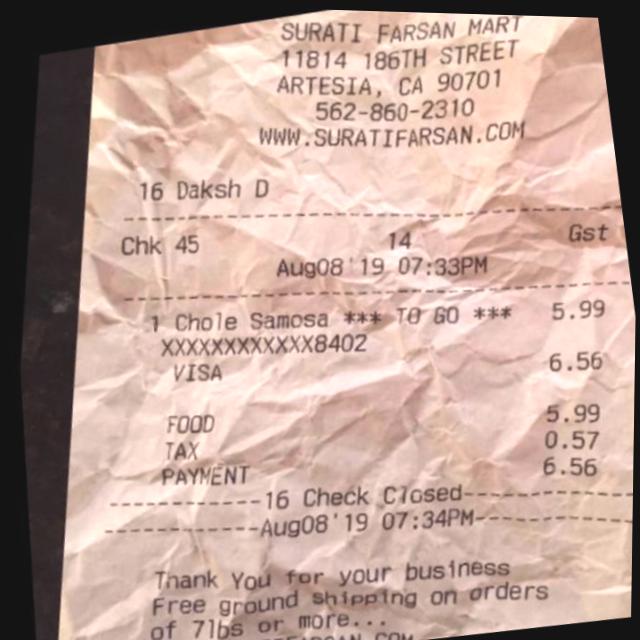 SURATI FARSAN MART
11814 186TH STREET
ARTESIA, CA 90701
562-860-2310
WWW.SURATIFARSAN.COM
16 Daksh D
Chk 45 14 Gst
Aug08'19 07:33PM
1 Chole Samosa *** TO GO *** 5.99
XXXXXXXXXXXX8402
VISA 6.56
FOOD 5.99
TAX 0.57
PAYMENT 6.56
------------16 Check Closed------------
------------Aug08'19 07:34PM------------
Thank You for your business
Free ground shipping on orders
of 7lbs or more...